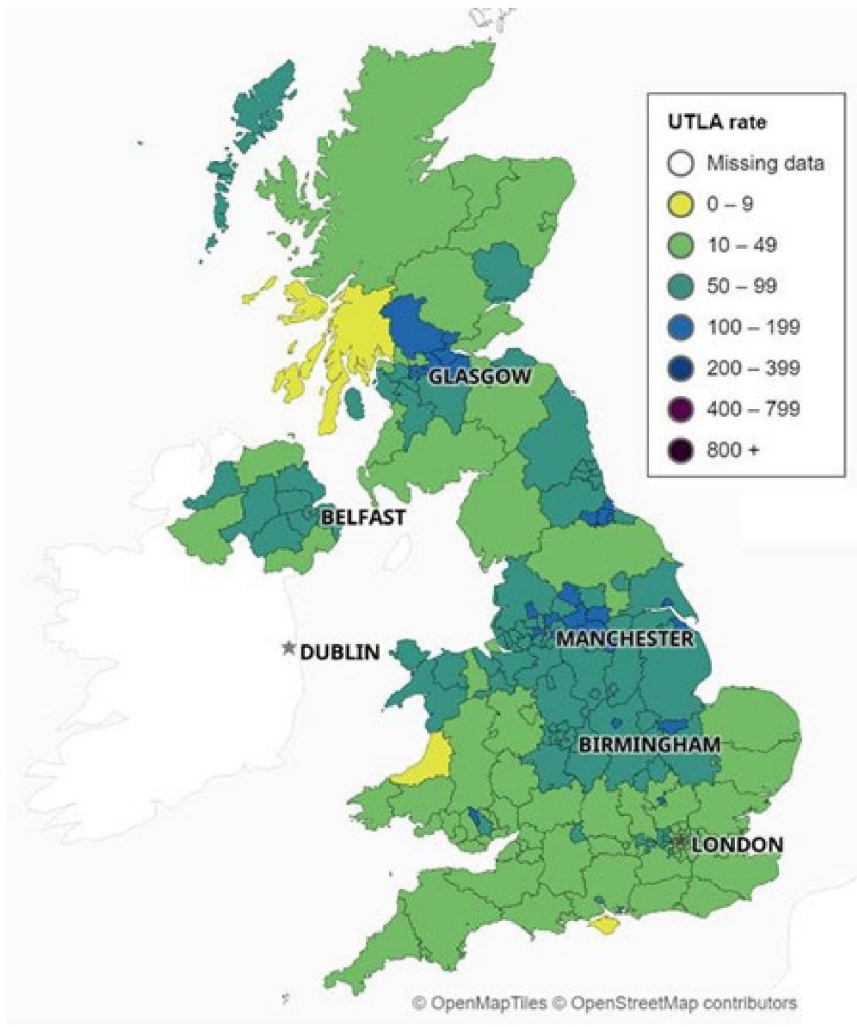 UTLA rate
Missing data
0 – 9
10 – 49
50 – 99
100 – 199
200 – 399
400 – 799
800 +
GLASGOW
BELFAST
MANCHESTER
DUBLIN
BIRMINGHAM
LONDON
© OpenMapTiles © OpenStreetMap contributors